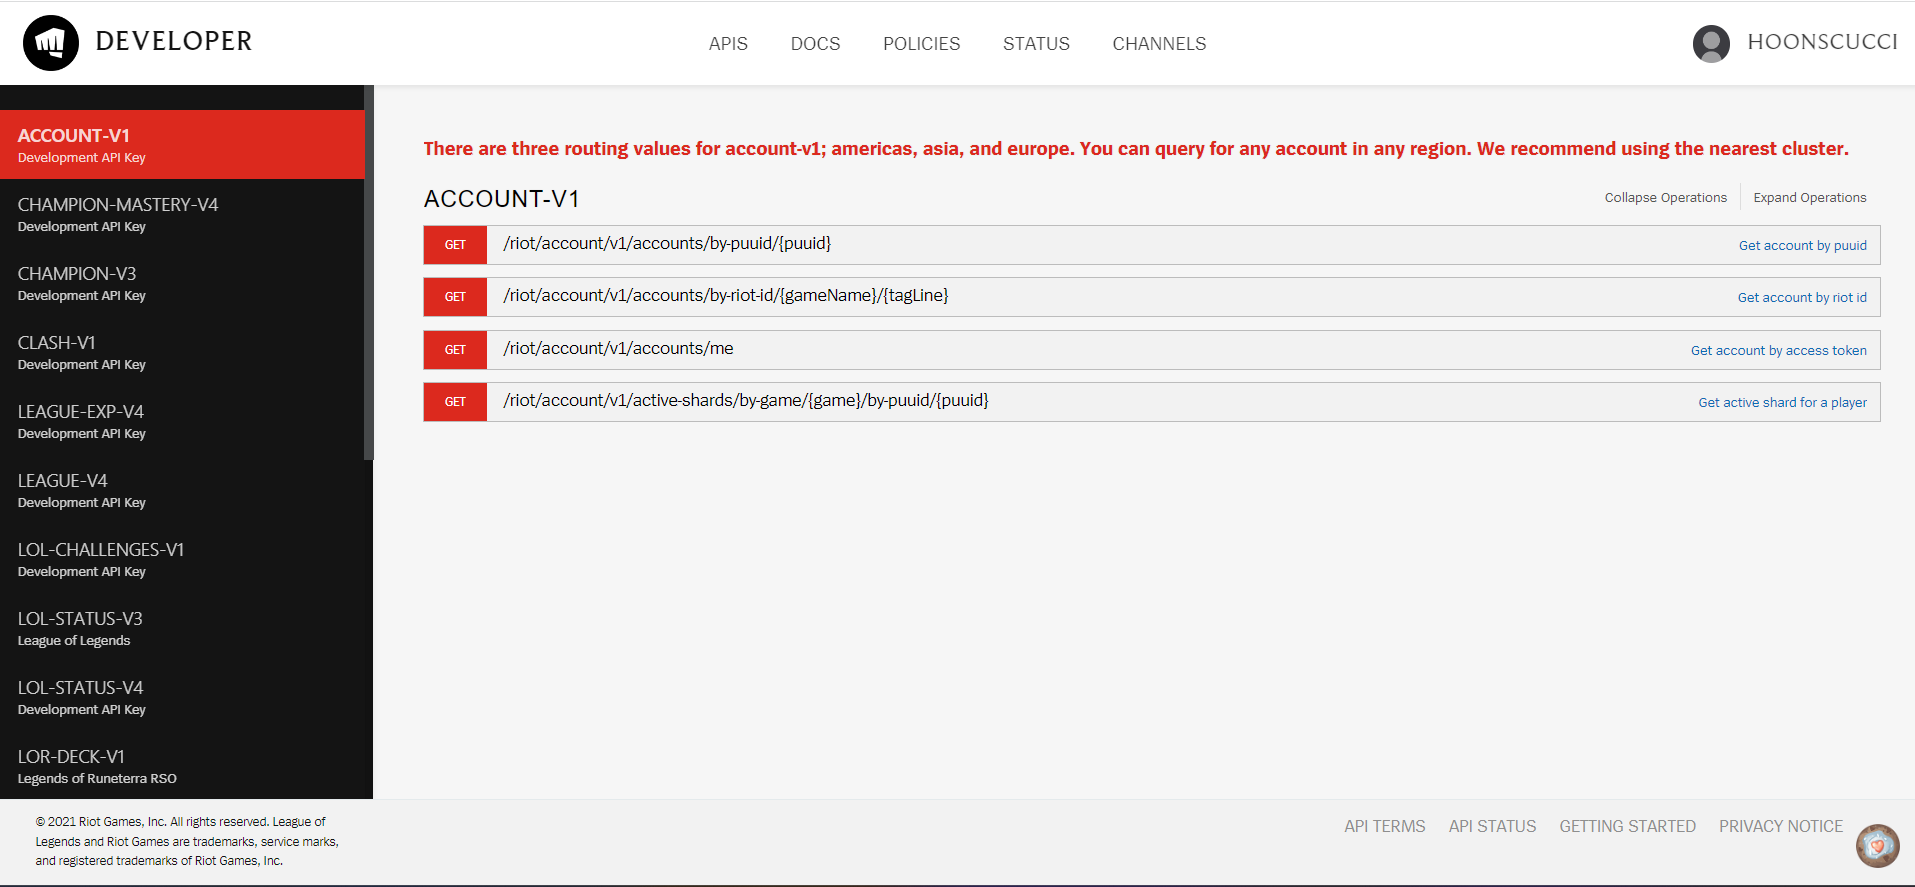 DEVELOPER
APIS DOCS POLICIES STATUS CHANNELS
HOONSCUCCI
ACCOUNT-V1
Development API Key
CHAMPION-MASTERY-V4
Development API Key
CHAMPION-V3
Development API Key
CLASH-V1
Development API Key
LEAGUE-EXP-V4
Development API Key
LEAGUE-V4
Development API Key
LOL-CHALLENGES-V1
Development API Key
LOL-STATUS-V3
League of Legends
LOL-STATUS-V4
Development API Key
LOR-DECK-V1
Legends of Runeterra RSO
There are three routing values for account-v1; americas, asia, and europe. You can query for any account in any region. We recommend using the nearest cluster.
ACCOUNT-V1
Collapse Operations Expand Operations
GET /riot/account/v1/accounts/by-puuid/{puuid} Get account by puuid
GET /riot/account/v1/accounts/by-riot-id/{gameName}/{tagLine} Get account by riot id
GET /riot/account/v1/accounts/me Get account by access token
GET /riot/account/v1/active-shards/by-game/{game}/by-puuid/{puuid} Get active shard for a player
© 2021 Riot Games, Inc. All rights reserved. League of
Legends and Riot Games are trademarks, service marks,
and registered trademarks of Riot Games, Inc.
API TERMS API STATUS GETTING STARTED PRIVACY NOTICE